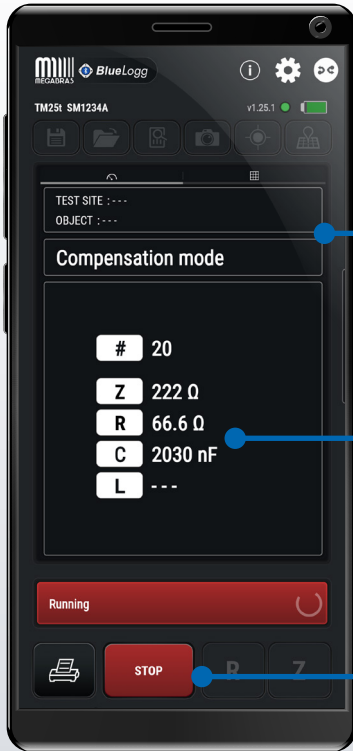 MEGABRAS BlueLogg i
TM25t SM1234A v1.25.1
TEST SITE :---
OBJECT :---
Compensation mode
# 20
Z 222 Ω
R 66.6 Ω
C 2030 nF
L ---
Running
STOP R Z